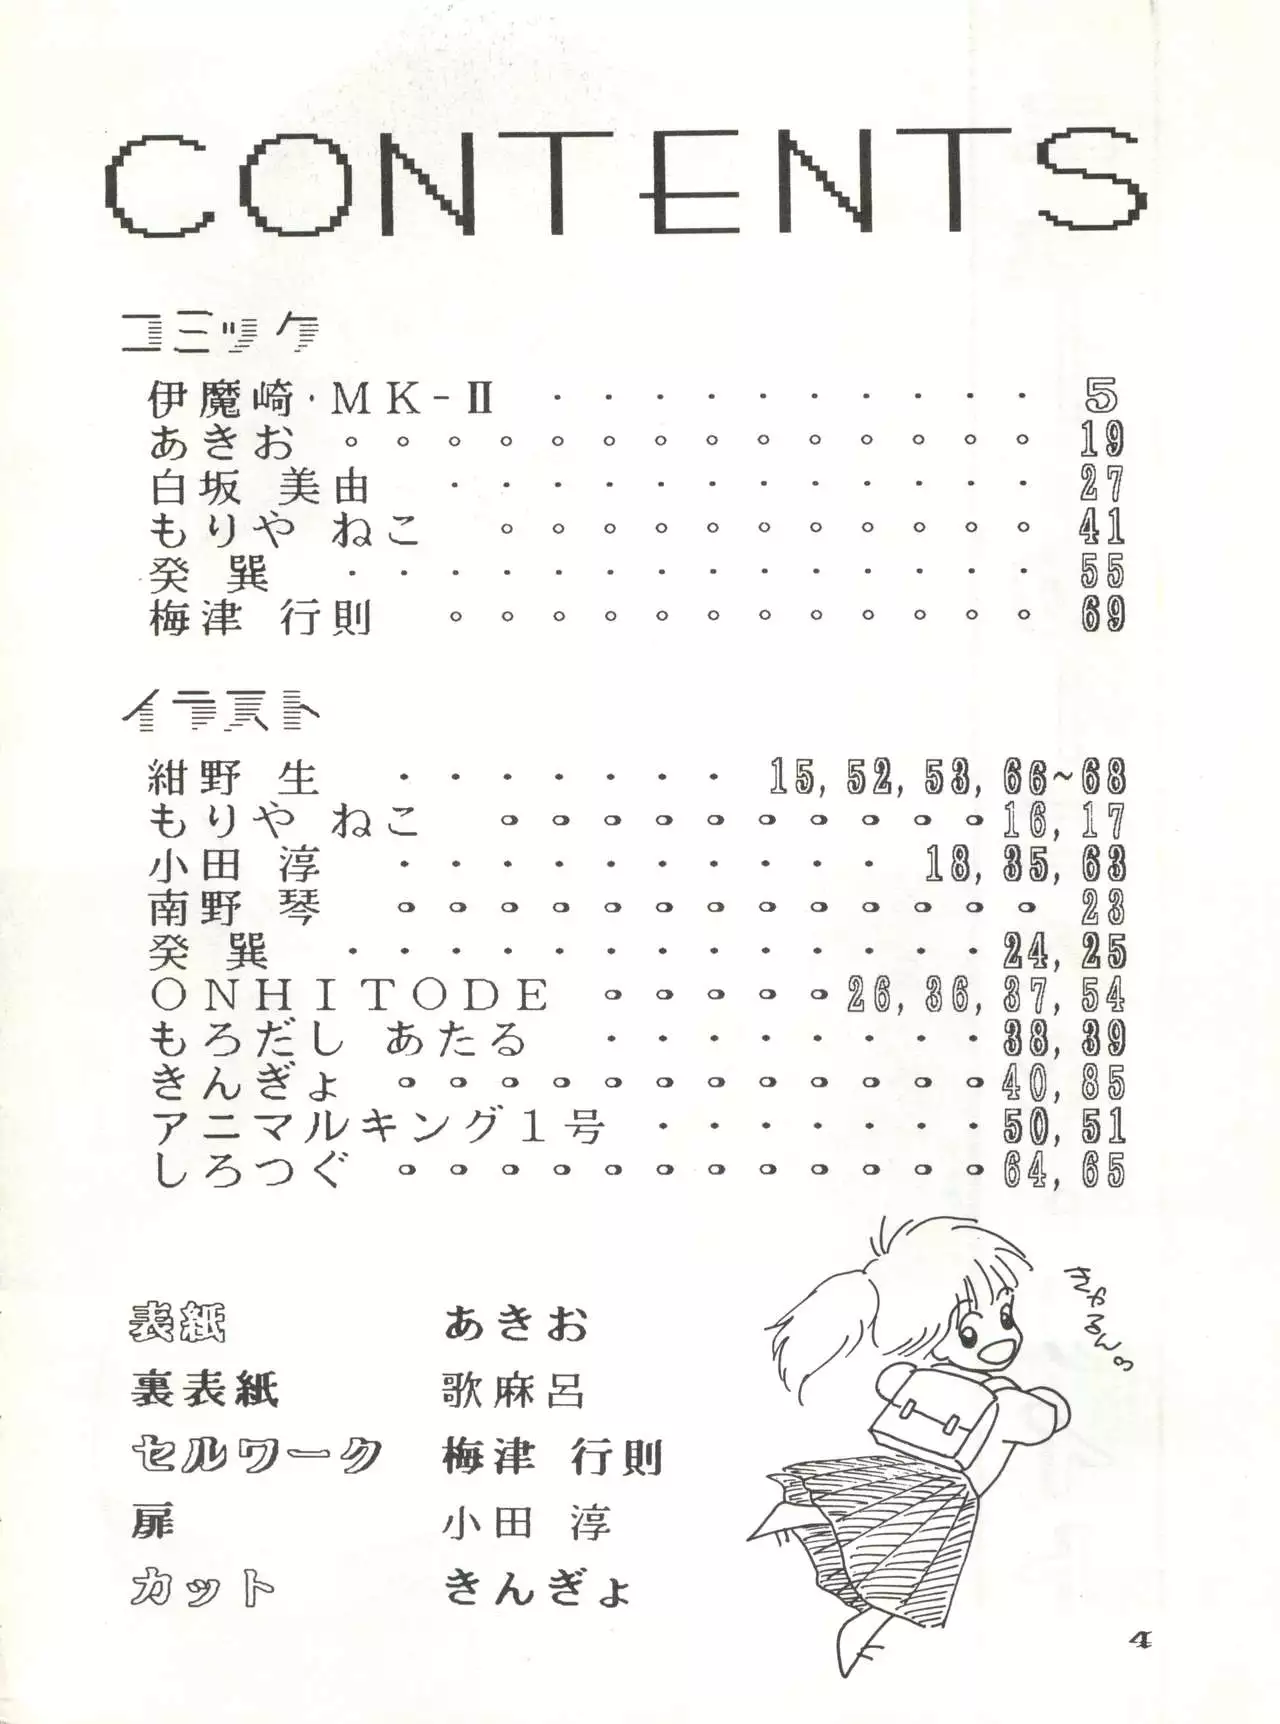 CONTENTS
コミック
伊魔崎・MK-Ⅱ ・・・・・・・・・・ 5
あきお 。。。。。。。。。。。。。。 19
白坂 美由 ・・・・・・・・・・・・ 27
もりや ねこ 。。。。。。。。。。。 41
癸 巽 ・・・・・・・・・・・・・・ 55
梅津 行則 。。。。。。。。。。。。 69
イラスト
紺野 生 ・・・・・・・ 15, 52, 53, 66~68
もりや ねこ 。。。。。。。。。。 16, 17
小田 淳 ・・・・・・・・・・ 18, 35, 63
南野 琴 。。。。。。。。。。。。。 23
癸 巽 ・・・・・・・・・・・・・ 24, 25
ONHITODE 。。。。。 26, 36, 37, 54
もろだし あたる ・・・・・・・・ 38, 39
きんぎょ 。。。。。。。。。。。。 40, 85
アニマルキング1号 ・・・・・・・ 50, 51
しろつぐ 。。。。。。。。。。。。 64, 65
表紙 あきお
裏表紙 歌麻呂
セルワーク 梅津 行則
扉 小田 淳
カット きんぎょ
きゃるん。
4